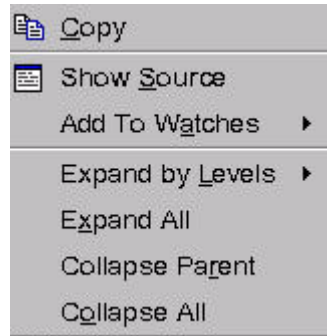 Copy
Show Source
Add To Watches
Expand by Levels
Expand All
Collapse Parent
Collapse All